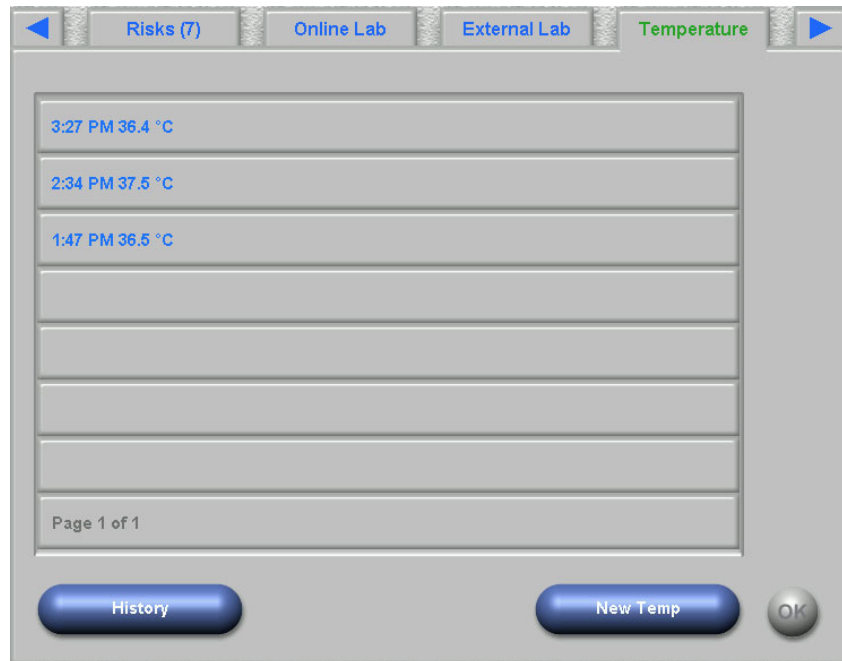 Risks (7) Online Lab External Lab Temperature
3:27 PM 36.4 °C
2:34 PM 37.5 °C
1:47 PM 36.5 °C
Page 1 of 1
History New Temp OK